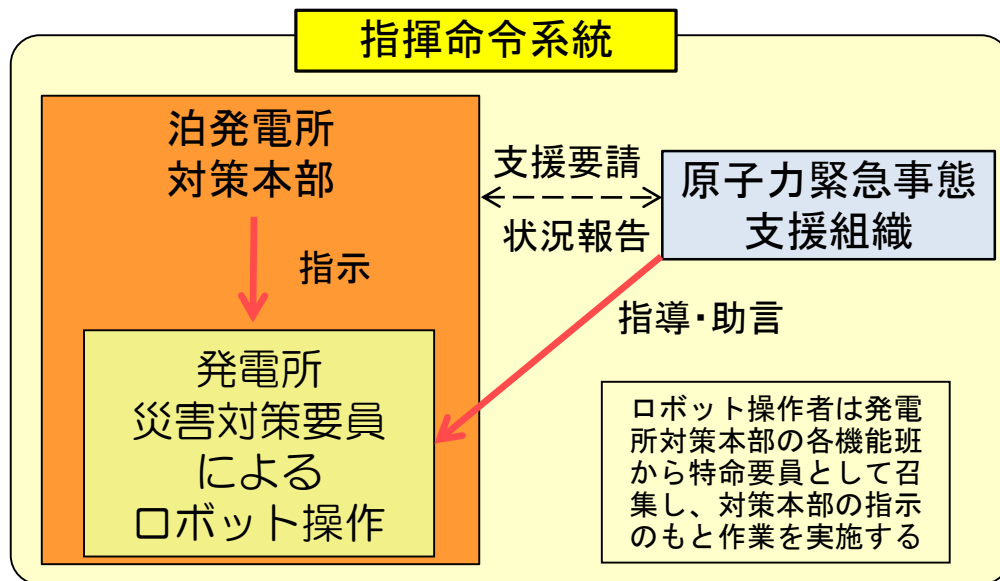 指揮命令系統
泊発電所
対策本部
指示
発電所
災害対策要員
による
ロボット操作
支援要請
状況報告
原子力緊急事態
支援組織
指導・助言
ロボット操作者は発電
所対策本部の各機能班
から特命要員として召
集し、対策本部の指示
のもと作業を実施する